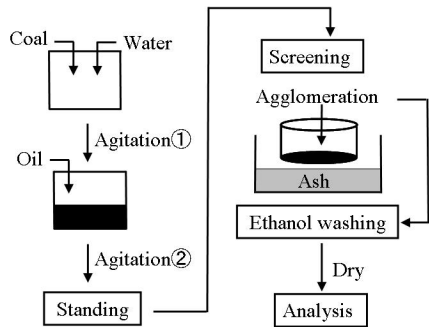 Coal
Water
Agitation①
Oil
Agitation②
Standing
Screening
Agglomeration
Ash
Ethanol washing
Dry
Analysis